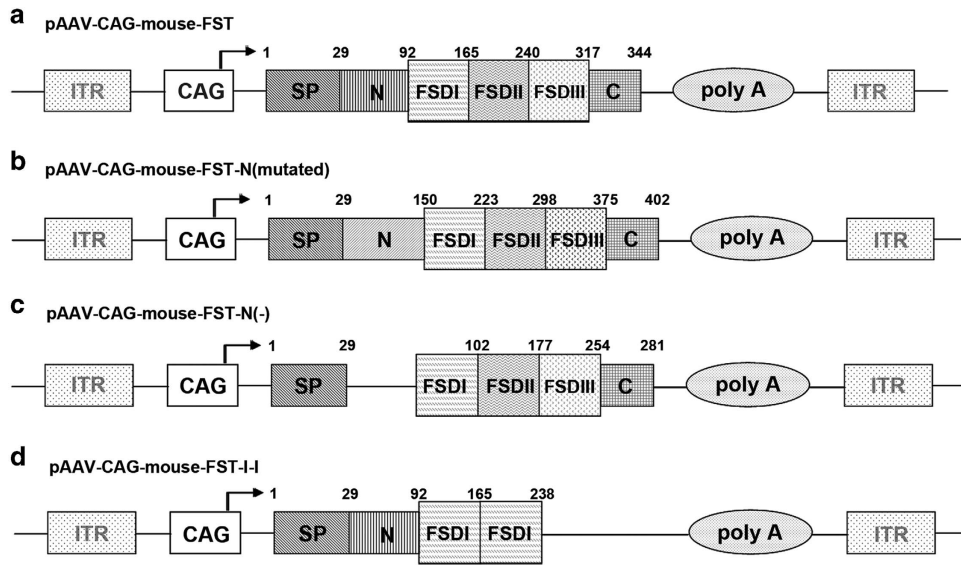 a
pAAV-CAG-mouse-FST
1 29 92 165 240 317 344
ITR CAG SP N FSDI FSDII FSDIII C poly A ITR
b
pAAV-CAG-mouse-FST-N(mutated)
1 29 150 223 298 375 402
ITR CAG SP N FSDI FSDII FSDIII C poly A ITR
c
pAAV-CAG-mouse-FST-N(-)
1 29 102 177 254 281
ITR CAG SP FSDI FSDII FSDIII C poly A ITR
d
pAAV-CAG-mouse-FST-I-I
1 29 92 165 238
ITR CAG SP N FSDI FSDI poly A ITR